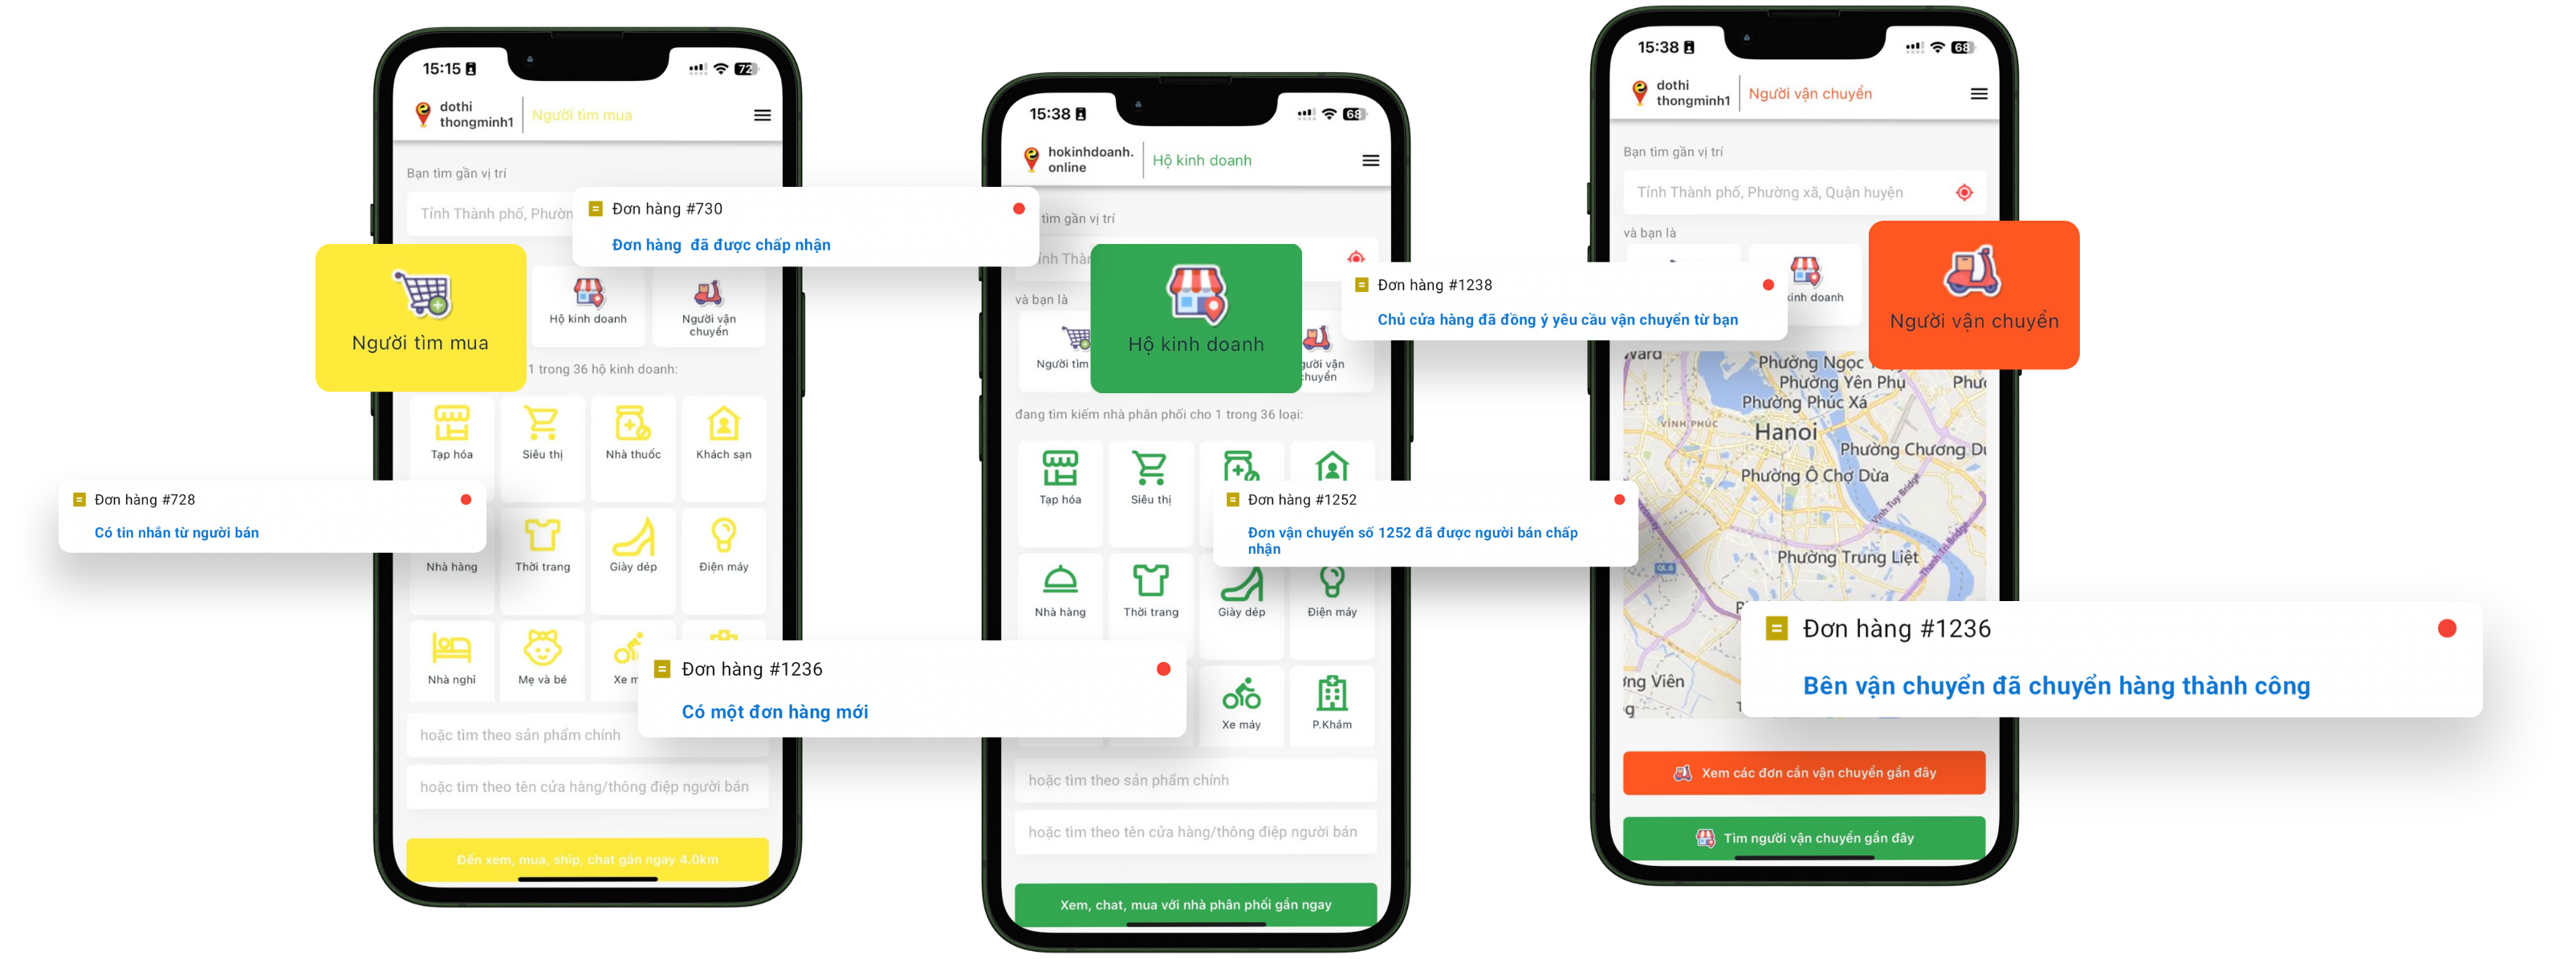 15:15
72
dothi
thongminh1
Người tìm mua
Bạn tìm gần vị trí
Tỉnh Thành phố,
Đơn hàng #730
Đơn hàng đã được chấp nhận
Người tìm mua
Hộ kinh doanh
Người vận
chuyển
1 trong 36 hộ kinh doanh:
Tạp hóa
Siêu thị
Nhà thuốc
Khách sạn
Đơn hàng #728
Có tin nhắn từ người bán
Nhà hàng
Thời trang
Giày dép
Điện máy
Nhà nghỉ
Mẹ và bé
Xe
Đơn hàng #1236
Có một đơn hàng mới
hoặc tìm theo sản phẩm chính
hoặc tìm theo tên cửa hàng/thông điệp người bán
Đến xem, mua, ship, chat gần ngay 4.0km
15:38
68
hokinhdoanh.
online
Hộ kinh doanh
tìm gần vị trí
và bạn là
Người tìm
Hộ kinh doanh
chuyển
đang tìm kiếm nhà phân phối cho 1 trong 36 loại:
Tạp hóa
Siêu thị
Đơn hàng #1252
Đơn vận chuyển số 1252 đã được người bán chấp
nhận
Nhà hàng
Thời trang
Giày dép
Điện máy
Xe máy
P.Khám
hoặc tìm theo sản phẩm chính
hoặc tìm theo tên cửa hàng/thông điệp người bán
Xem, chat, mua với nhà phân phối gần ngay
15:38
68
dothi
thongminh1
Người vận chuyển
Bạn tìm gần vị trí
Tỉnh Thành phố, Phường xã, Quận huyện
và bạn là
Đơn hàng #1238
Chủ cửa hàng đã đồng ý yêu cầu vận chuyển từ bạn
kinh doanh
Người vận chuyển
Phường Ngọc
Phường Yên Phụ
Phường Phúc Xá
VĨNH PHÚC
Hanoi
Phường Chương
Phường Ô Chợ Dừa
Vinh Tuy Bridge
Thanh Tri Bridge
Phường Trung Liệt
QL.6
Đơn hàng #1236
Bên vận chuyển đã chuyển hàng thành công
Viên
Xem các đơn cần vận chuyển gần đây
Tìm người vận chuyển gần đây